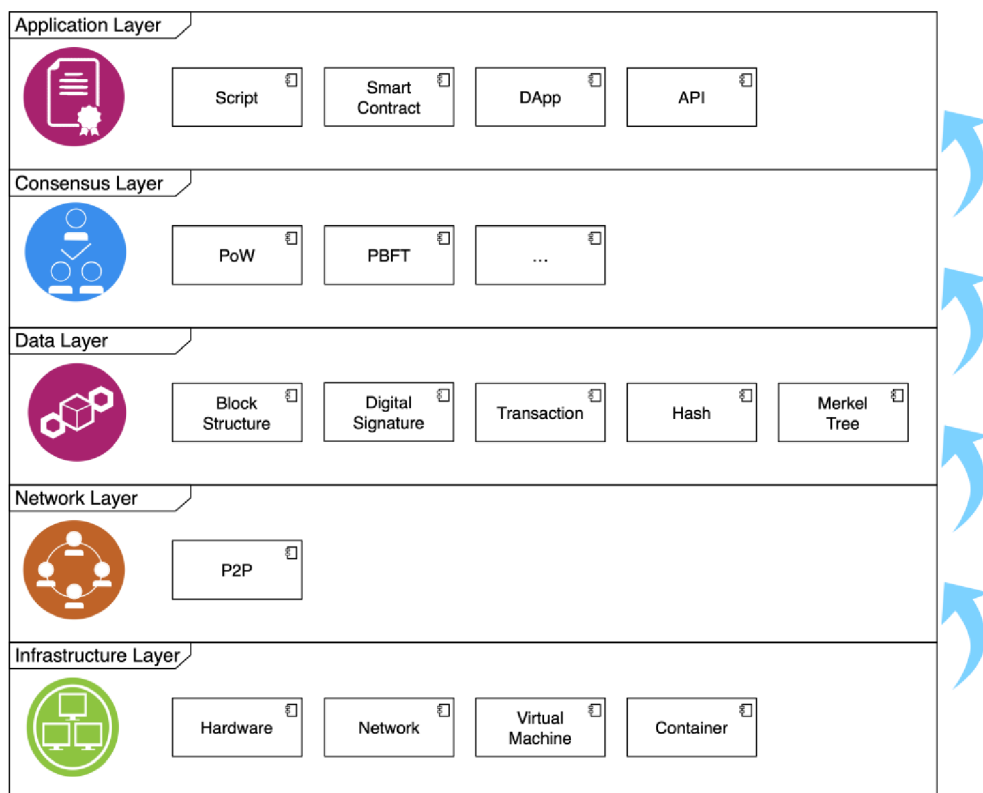 Application Layer
Script
Smart
Contract
DApp
API
Consensus Layer
PoW
PBFT
...
Data Layer
Block
Structure
Digital
Signature
Transaction
Hash
Merkel
Tree
Network Layer
P2P
Infrastructure Layer
Hardware
Network
Virtual
Machine
Container